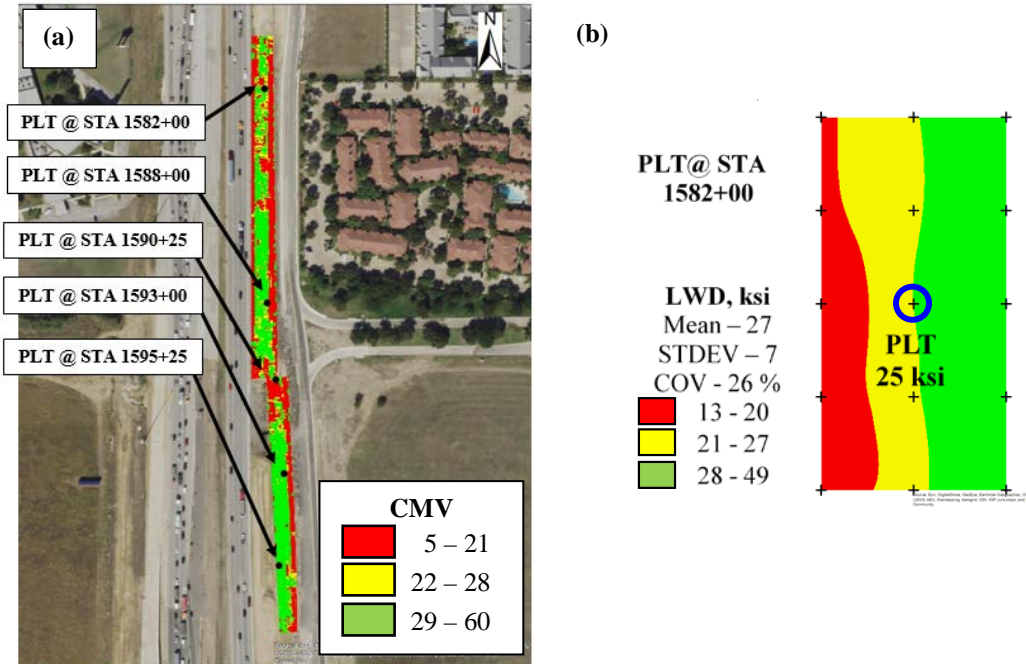 (a)
N
PLT @ STA 1582+00
PLT @ STA 1588+00
PLT @ STA 1590+25
PLT @ STA 1593+00
PLT @ STA 1595+25
CMV
5 – 21
22 – 28
29 – 60
(b)
PLT@ STA
1582+00
LWD, ksi
Mean – 27
STDEV – 7
COV - 26 %
13 - 20
21 - 27
28 - 49
PLT
25 ksi
Community